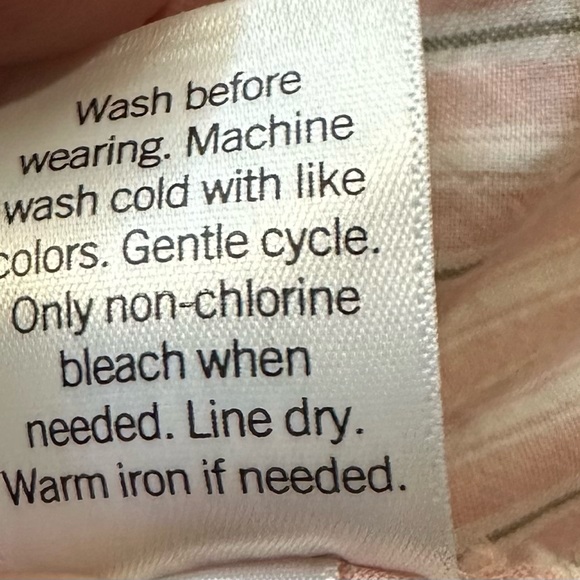 Wash before
wearing. Machine
wash cold with like
colors. Gentle cycle.
Only non-chlorine
bleach when
needed. Line dry.
Warm iron if needed.